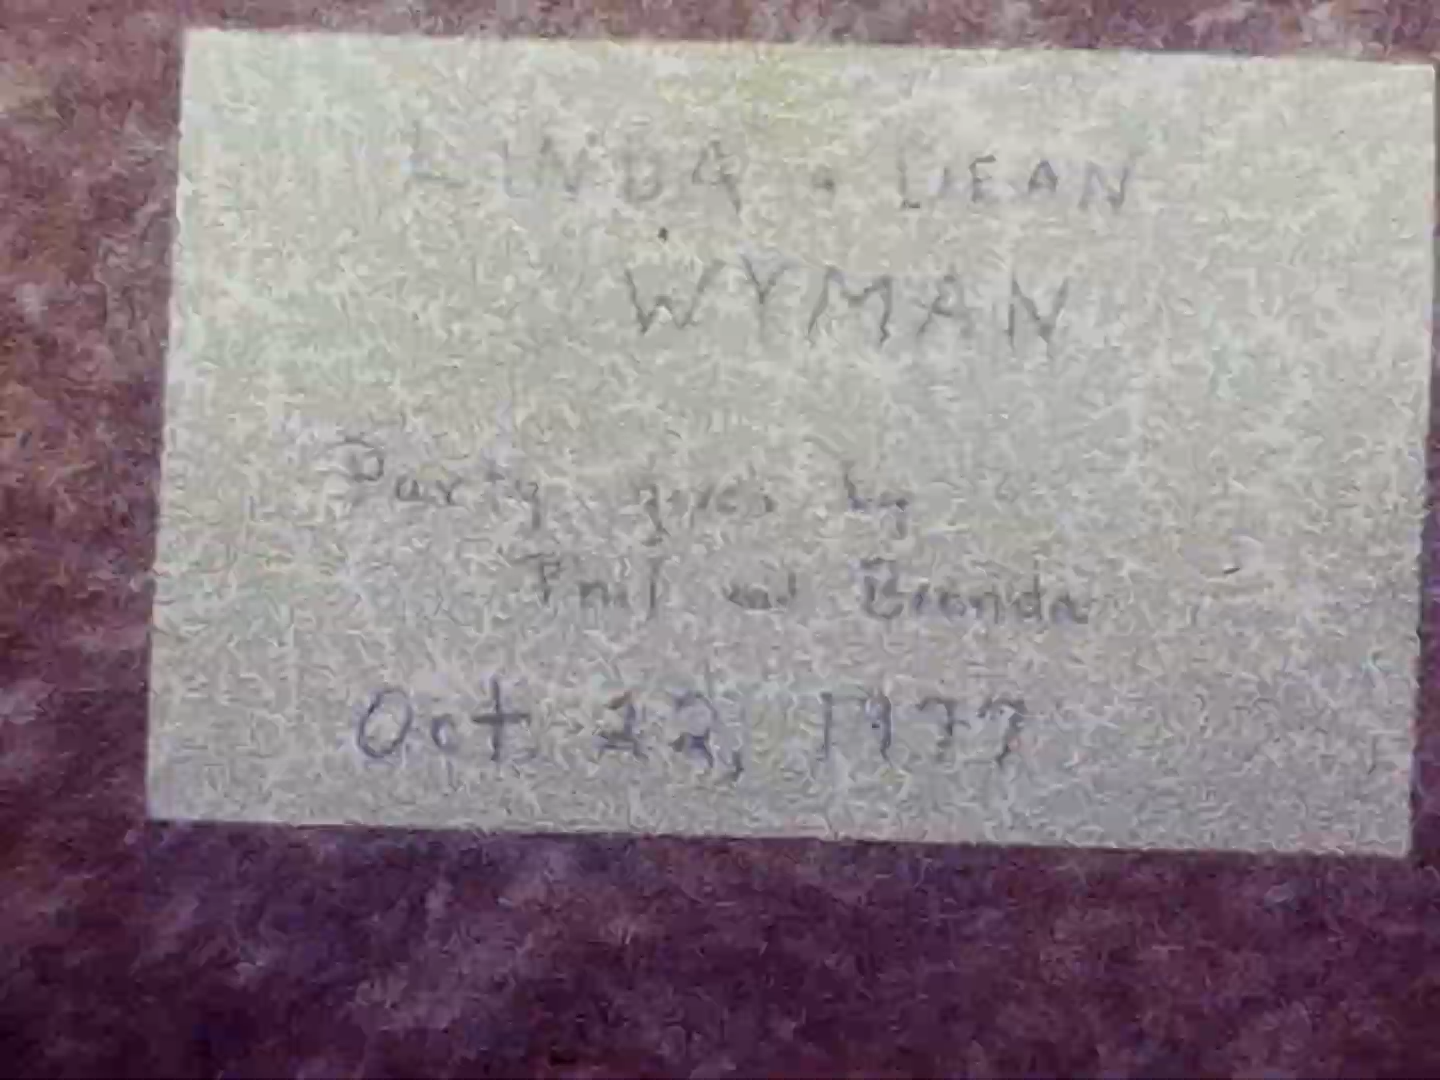 LINDA & DEAN
WYMAN
Party given by
Phil and Brenda
Oct 22, 1977